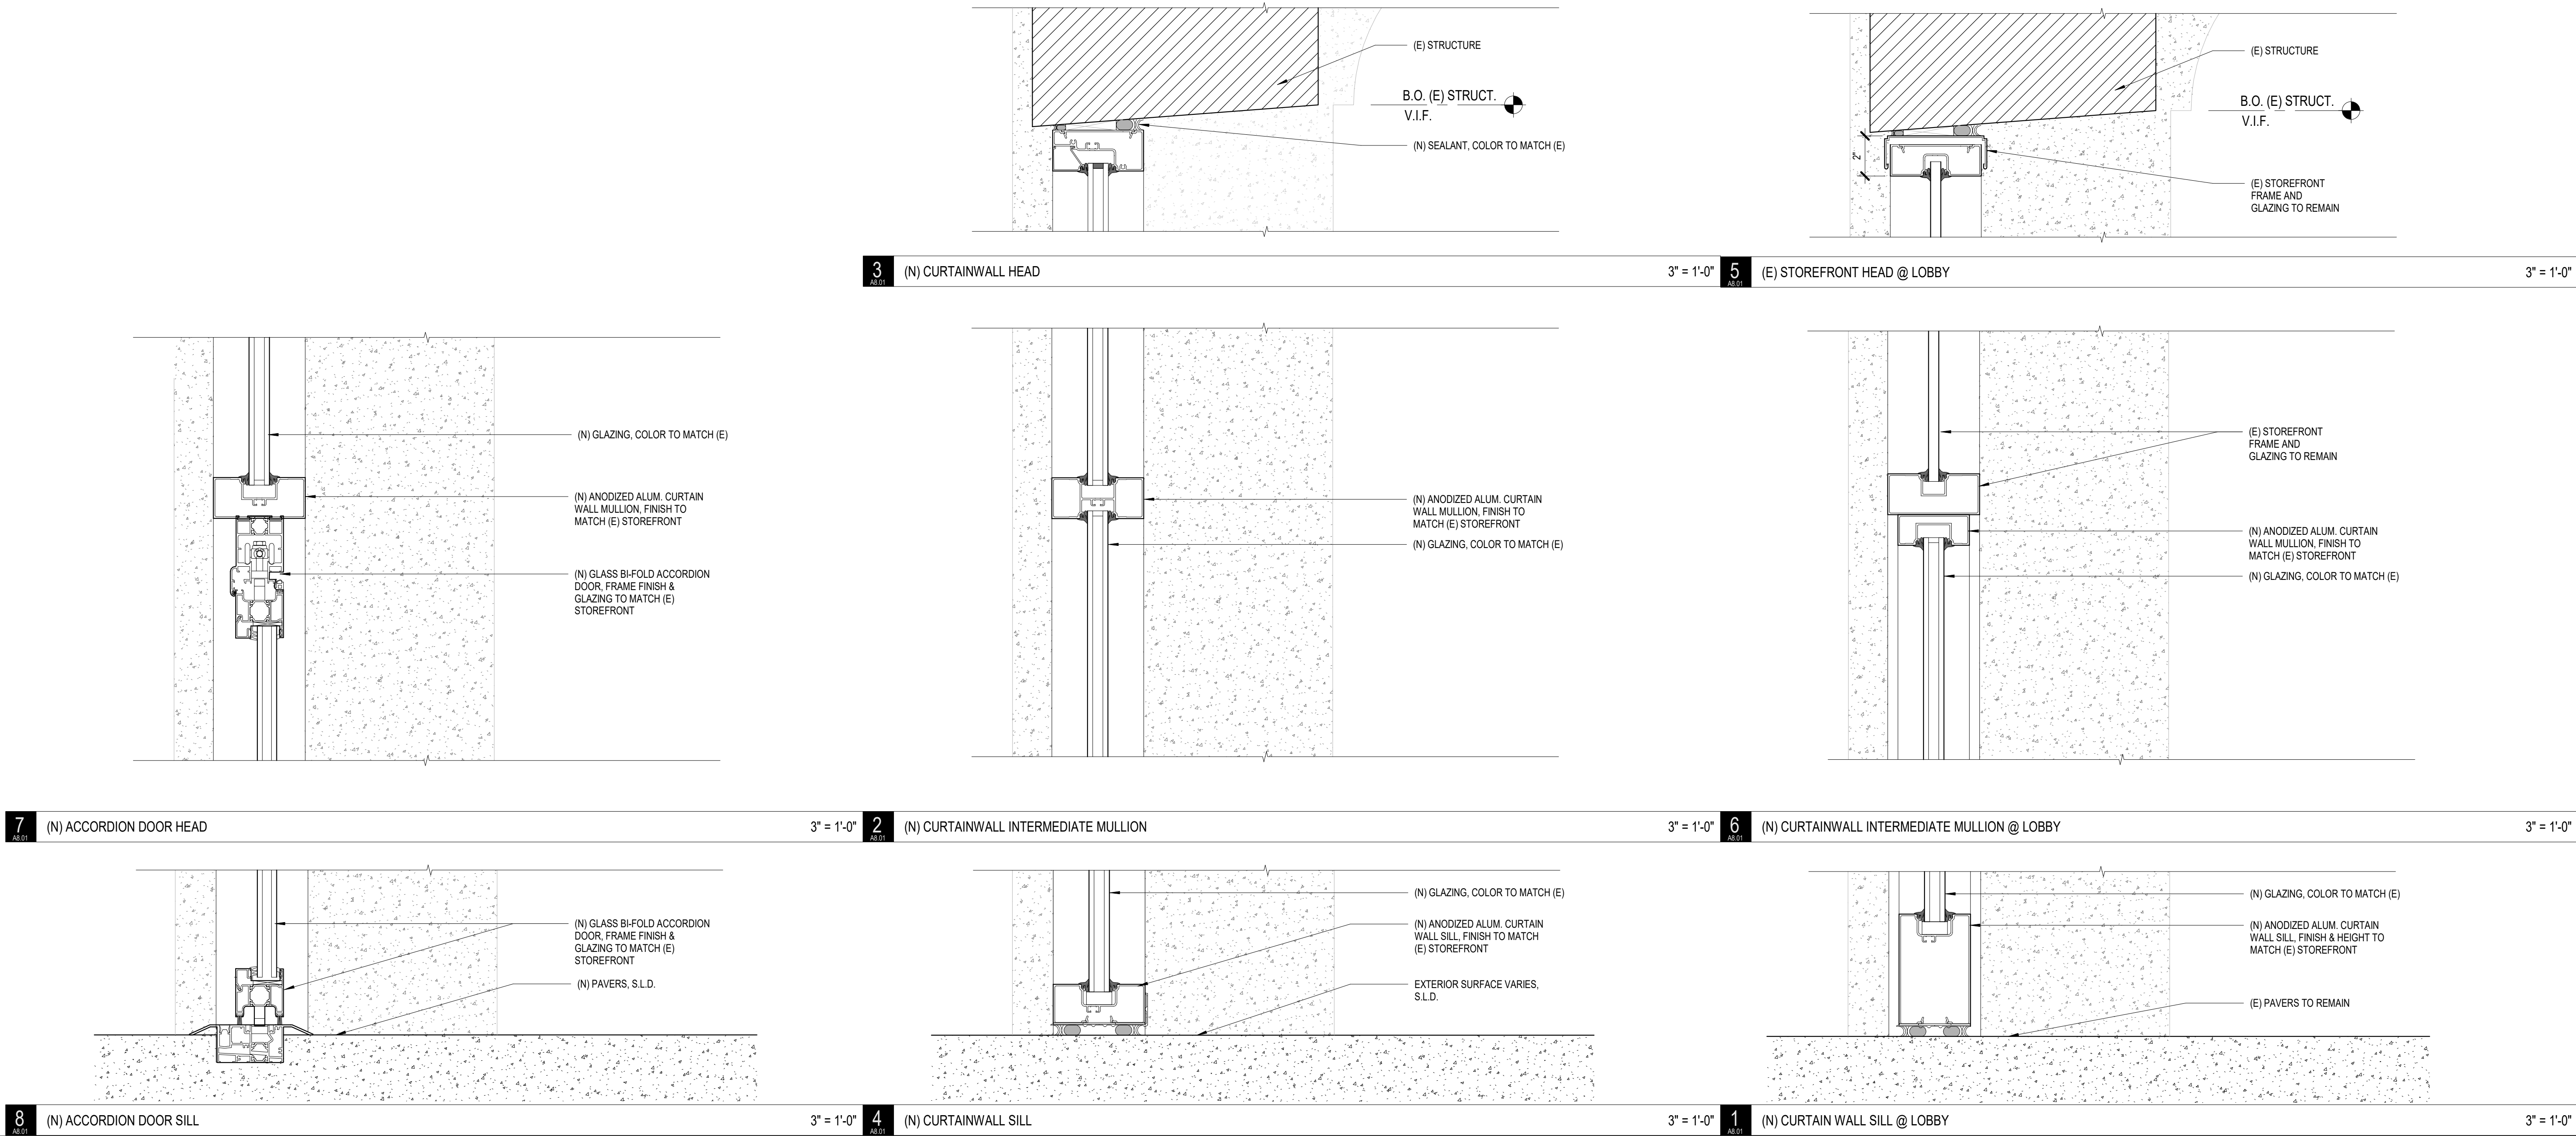 (E) STRUCTURE
B.O. (E) STRUCT.
V.I.F.
(N) SEALANT, COLOR TO MATCH (E)
3
A8.01
(N) CURTAINWALL HEAD
3" = 1'-0"
(E) STRUCTURE
B.O. (E) STRUCT.
V.I.F.
2"
(E) STOREFRONT
FRAME AND
GLAZING TO REMAIN
5
A8.01
(E) STOREFRONT HEAD @ LOBBY
3" = 1'-0"
(N) GLAZING, COLOR TO MATCH (E)
(N) ANODIZED ALUM. CURTAIN
WALL MULLION, FINISH TO
MATCH (E) STOREFRONT
(N) GLASS BI-FOLD ACCORDION
DOOR, FRAME FINISH &
GLAZING TO MATCH (E)
STOREFRONT
7
A8.01
(N) ACCORDION DOOR HEAD
3" = 1'-0"
(N) ANODIZED ALUM. CURTAIN
WALL MULLION, FINISH TO
MATCH (E) STOREFRONT
(N) GLAZING, COLOR TO MATCH (E)
2
A8.01
(N) CURTAINWALL INTERMEDIATE MULLION
3" = 1'-0"
(E) STOREFRONT
FRAME AND
GLAZING TO REMAIN
(N) ANODIZED ALUM. CURTAIN
WALL MULLION, FINISH TO
MATCH (E) STOREFRONT
(N) GLAZING, COLOR TO MATCH (E)
6
A8.01
(N) CURTAINWALL INTERMEDIATE MULLION @ LOBBY
3" = 1'-0"
(N) GLASS BI-FOLD ACCORDION
DOOR, FRAME FINISH &
GLAZING TO MATCH (E)
STOREFRONT
(N) PAVERS, S.L.D.
8
A8.01
(N) ACCORDION DOOR SILL
3" = 1'-0"
(N) GLAZING, COLOR TO MATCH (E)
(N) ANODIZED ALUM. CURTAIN
WALL SILL, FINISH TO MATCH
(E) STOREFRONT
EXTERIOR SURFACE VARIES,
S.L.D.
4
A8.01
(N) CURTAINWALL SILL
3" = 1'-0"
(N) GLAZING, COLOR TO MATCH (E)
(N) ANODIZED ALUM. CURTAIN
WALL SILL, FINISH & HEIGHT TO
MATCH (E) STOREFRONT
(E) PAVERS TO REMAIN
1
A8.01
(N) CURTAIN WALL SILL @ LOBBY
3" = 1'-0"